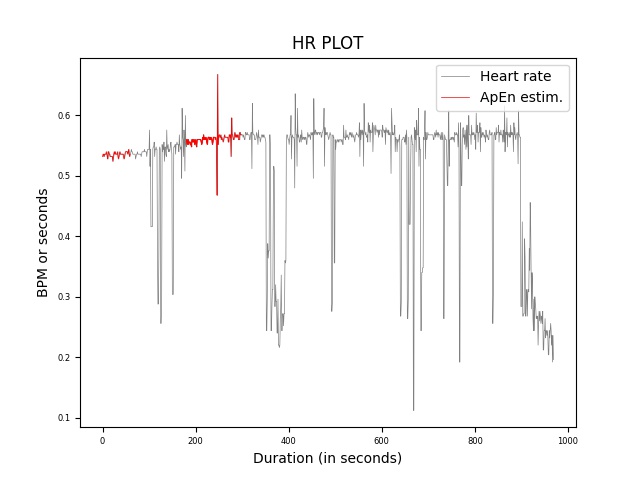 HR PLOT
Heart rate
ApEn estim.
BPM or seconds
0.6
0.5
0.4
0.3
0.2
0.1
0
200
400
600
800
1000
Duration (in seconds)